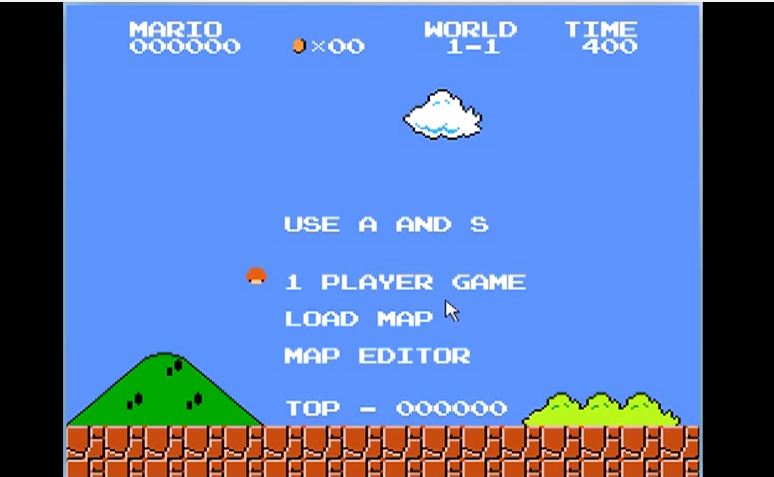 MARIO WORLD TIME
000000 ×00 1-1 400
USE A AND S
1 PLAYER GAME
LOAD MAP
MAP EDITOR
TOP - 000000